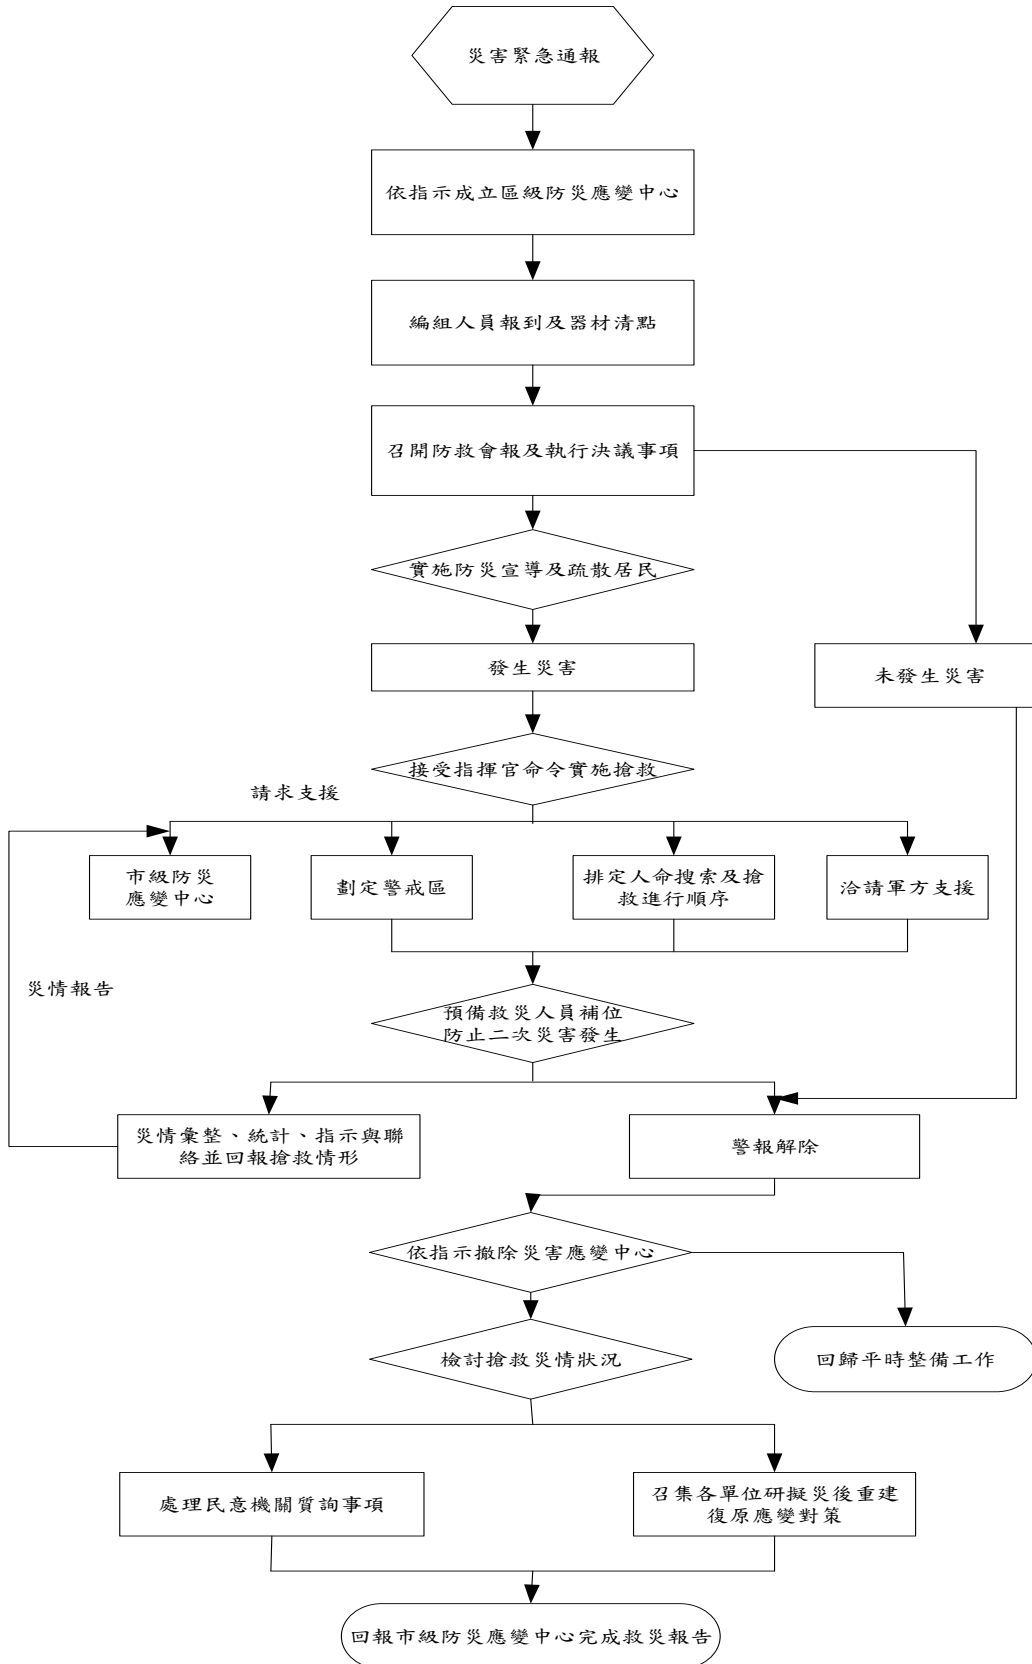 災害緊急通報
依指示成立區級防災應變中心
編組人員報到及器材清點
召開防救會報及執行決議事項
實施防災宣導及疏散居民
發生災害
未發生災害
接受指揮官命令實施搶救
請求支援
市級防災
應變中心
劃定警戒區
排定人命搜索及搶
救進行順序
洽請軍方支援
災情報告
預備救災人員補位
防止二次災害發生
災情彙整、統計、指示與聯
絡並回報搶救情形
警報解除
依指示撤除災害應變中心
檢討搶救災情狀況
回歸平時整備工作
處理民意機關質詢事項
召集各單位研擬災後重建
復原應變對策
回報市級防災應變中心完成救災報告